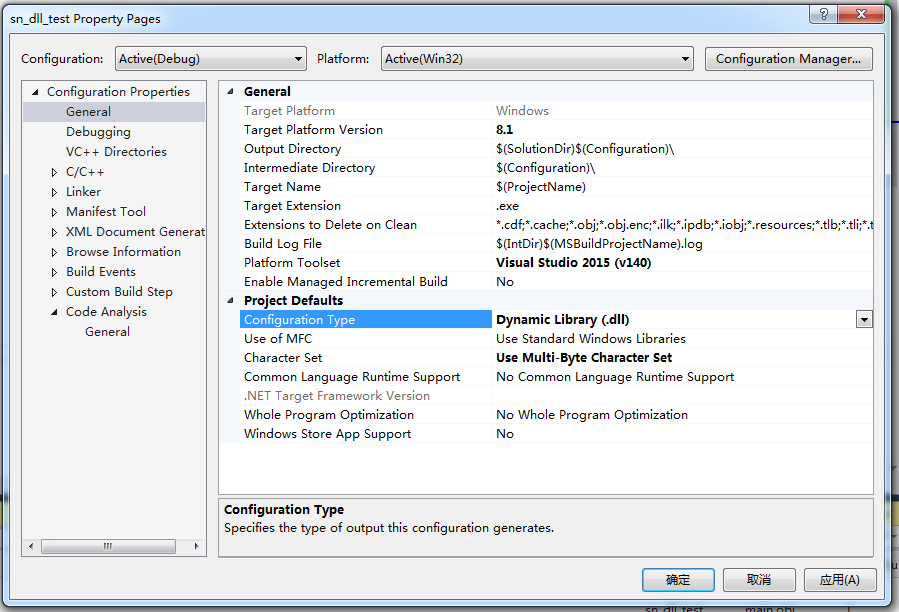 sn_dll_test Property Pages
Configuration: Active(Debug) Platform: Active(Win32) Configuration Manager...
Configuration Properties
General
Debugging
VC++ Directories
C/C++
Linker
Manifest Tool
XML Document Generat
Browse Information
Build Events
Custom Build Step
Code Analysis
General
General
Target Platform Windows
Target Platform Version 8.1
Output Directory $(SolutionDir)$(Configuration)\
Intermediate Directory $(Configuration)\
Target Name $(ProjectName)
Target Extension .exe
Extensions to Delete on Clean *.cdf;*.cache;*.obj;*.obj.enc;*.ilk;*.ipdb;*.iobj;*.resources;*.tlb;*.tli;*.t
Build Log File $(IntDir)$(MSBuildProjectName).log
Platform Toolset Visual Studio 2015 (v140)
Enable Managed Incremental Build No
Project Defaults
Configuration Type Dynamic Library (.dll)
Use of MFC Use Standard Windows Libraries
Character Set Use Multi-Byte Character Set
Common Language Runtime Support No Common Language Runtime Support
.NET Target Framework Version
Whole Program Optimization No Whole Program Optimization
Windows Store App Support No
Configuration Type
Specifies the type of output this configuration generates.
确定 取消 应用(A)
sn_dll_test main.obj